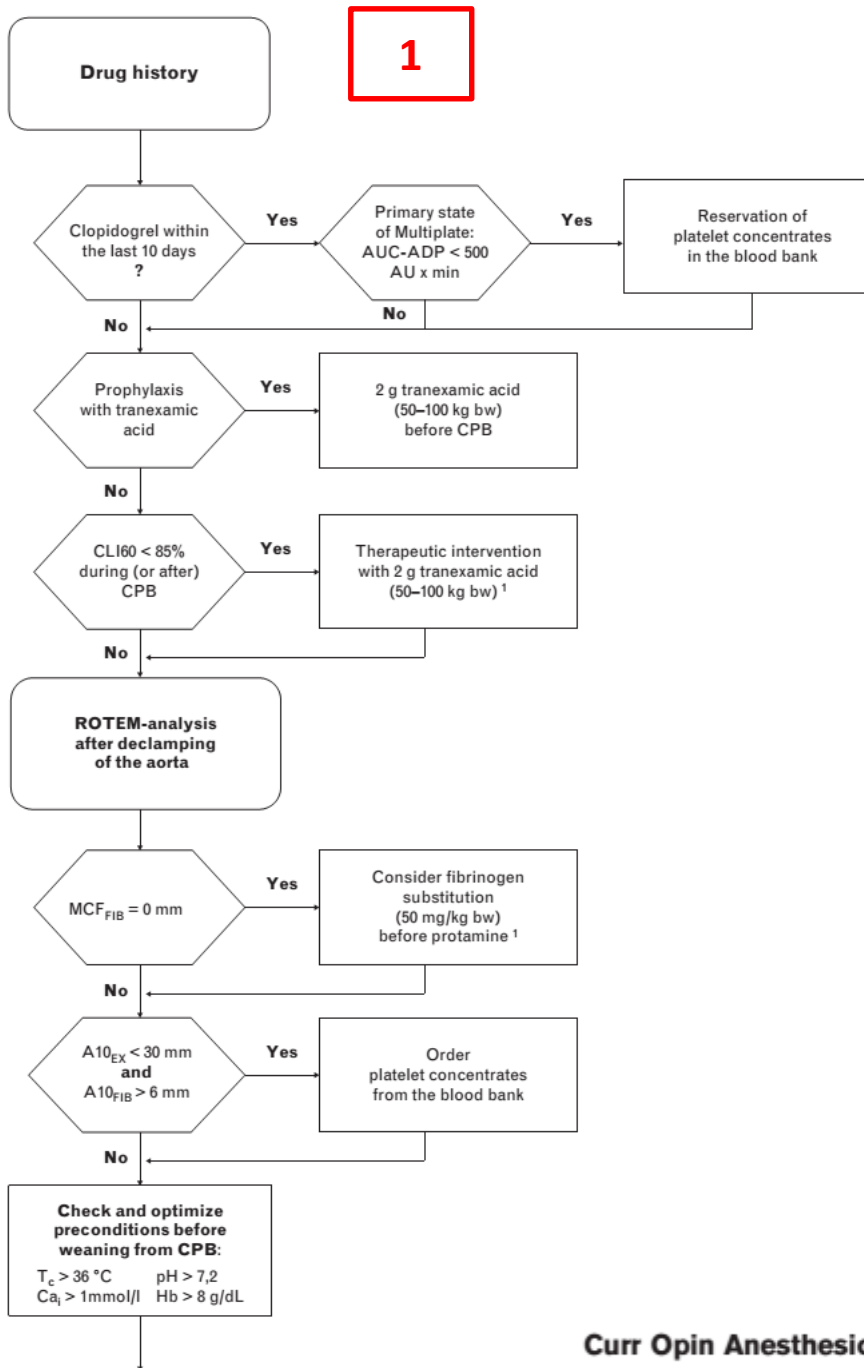 1
Drug history
Clopidogrel within
the last 10 days
?
Yes
Primary state
of Multiplate:
AUC-ADP < 500
AU x min
Yes
Reservation of
platelet concentrates
in the blood bank
No
No
Prophylaxis
with tranexamic
acid
Yes
2 g tranexamic acid
(50–100 kg bw)
before CPB
No
CLI60 < 85%
during (or after)
CPB
Yes
Therapeutic intervention
with 2 g tranexamic acid
(50–100 kg bw) ¹
No
ROTEM-analysis
after declamping
of the aorta
MCF_FIB = 0 mm
Yes
Consider fibrinogen
substitution
(50 mg/kg bw)
before protamine ¹
No
A10_EX < 30 mm
and
A10_FIB > 6 mm
Yes
Order
platelet concentrates
from the blood bank
No
Check and optimize
preconditions before
weaning from CPB:
T_c > 36 °C pH > 7,2
Ca_i > 1mmol/l Hb > 8 g/dL
Curr Opin Anesthesio